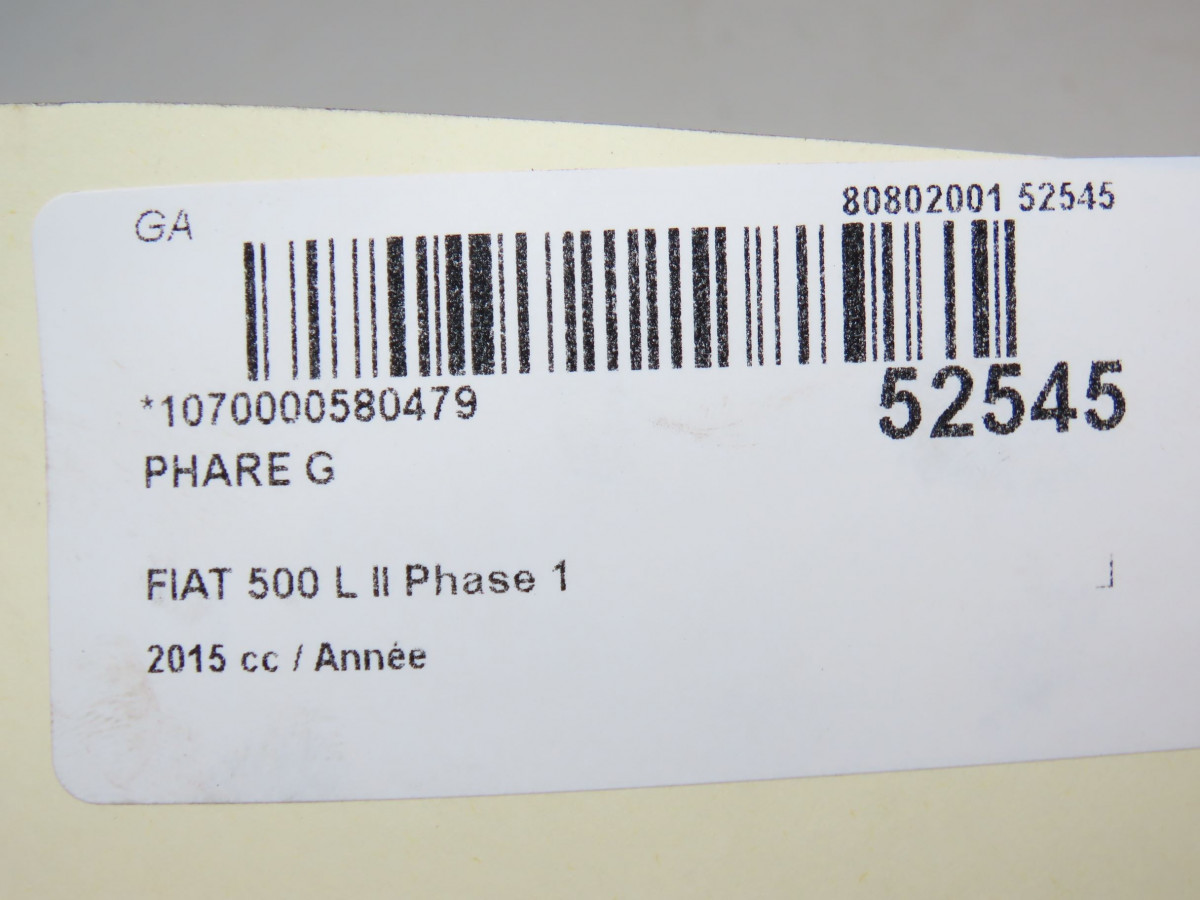 GA
80802001 52545
52545
*1070000580479
PHARE G
FIAT 500 L II Phase 1
2015 cc / Année